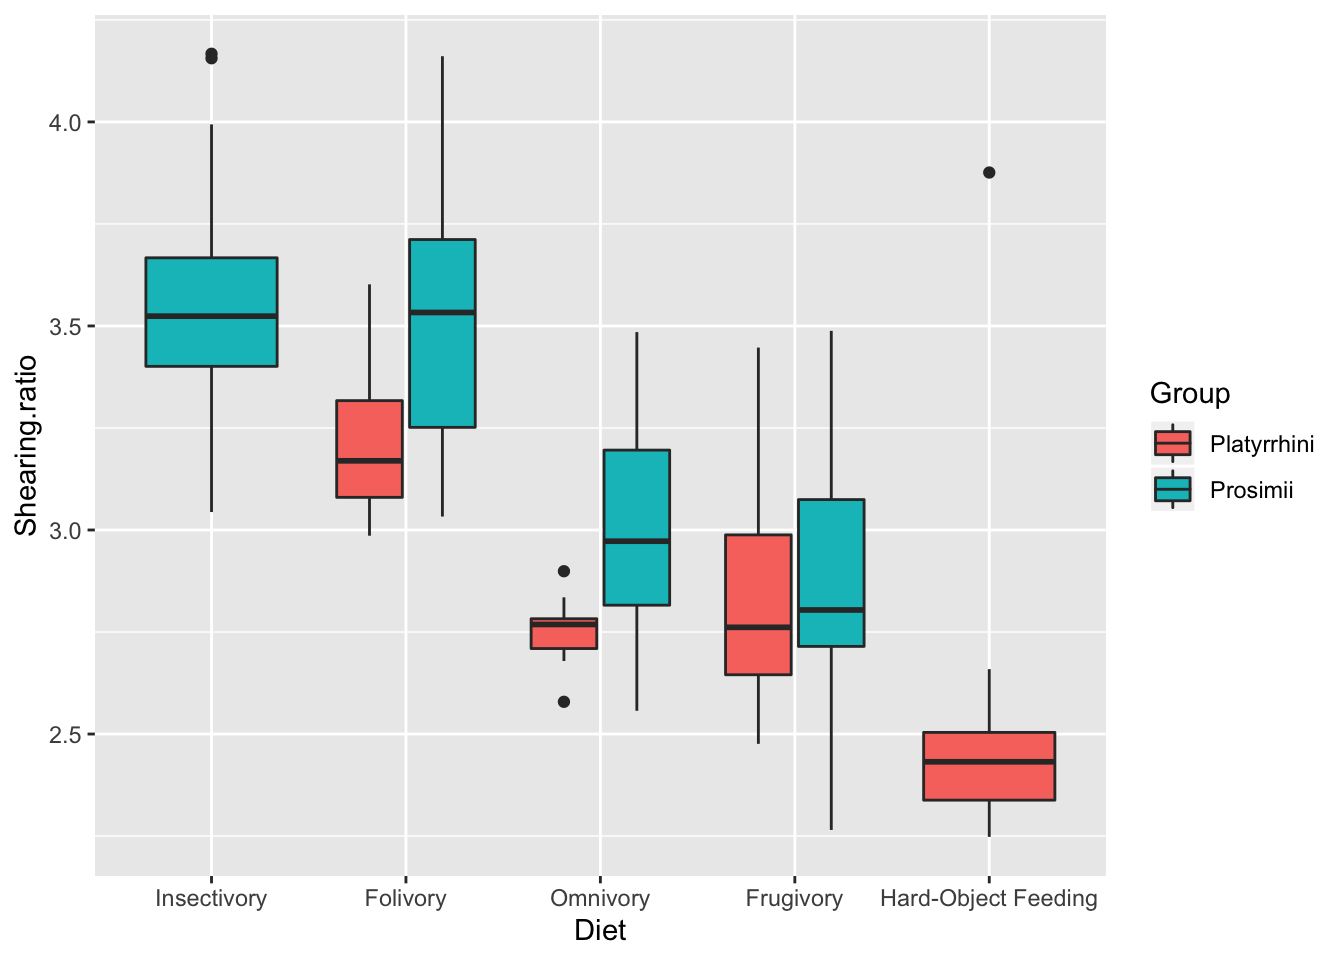 4.0
3.5
3.0
2.5
Shearing.ratio
Insectivory
Folivory
Omnivory
Frugivory
Hard-Object Feeding
Diet
Group
Platyrrhini
Prosimii